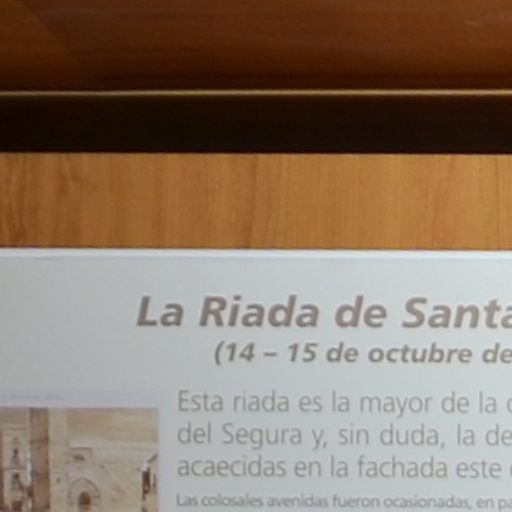 La Riada de Santa
(14 – 15 de octubre de
Esta riada es la mayor de la
del Segura y, sin duda, la de
acaecidas en la fachada este
Las colosales avenidas fueron ocasionadas, en pa